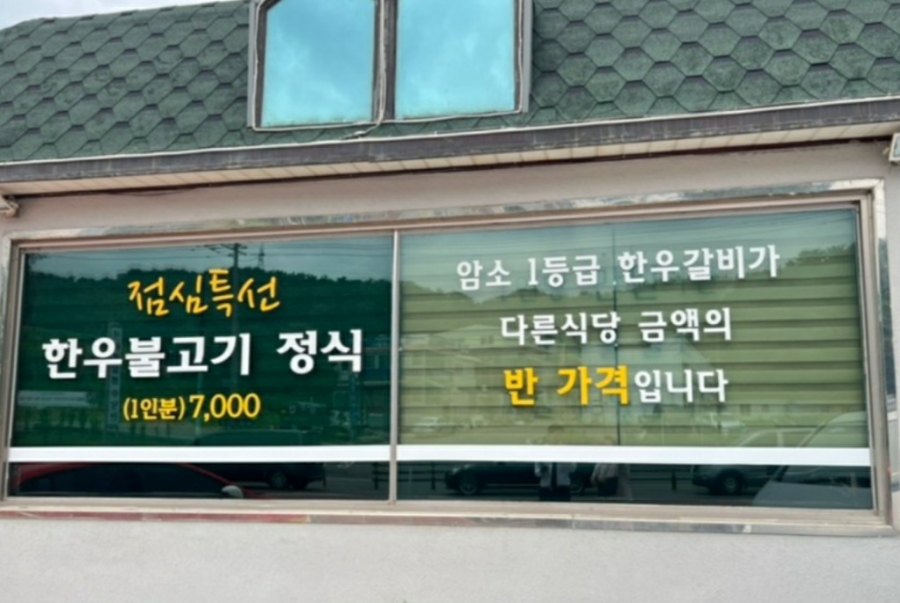 점심특선
한우불고기 정식
(1인분) 7,000
암소 1등급 한우갈비가
다른식당 금액의
반 가격입니다